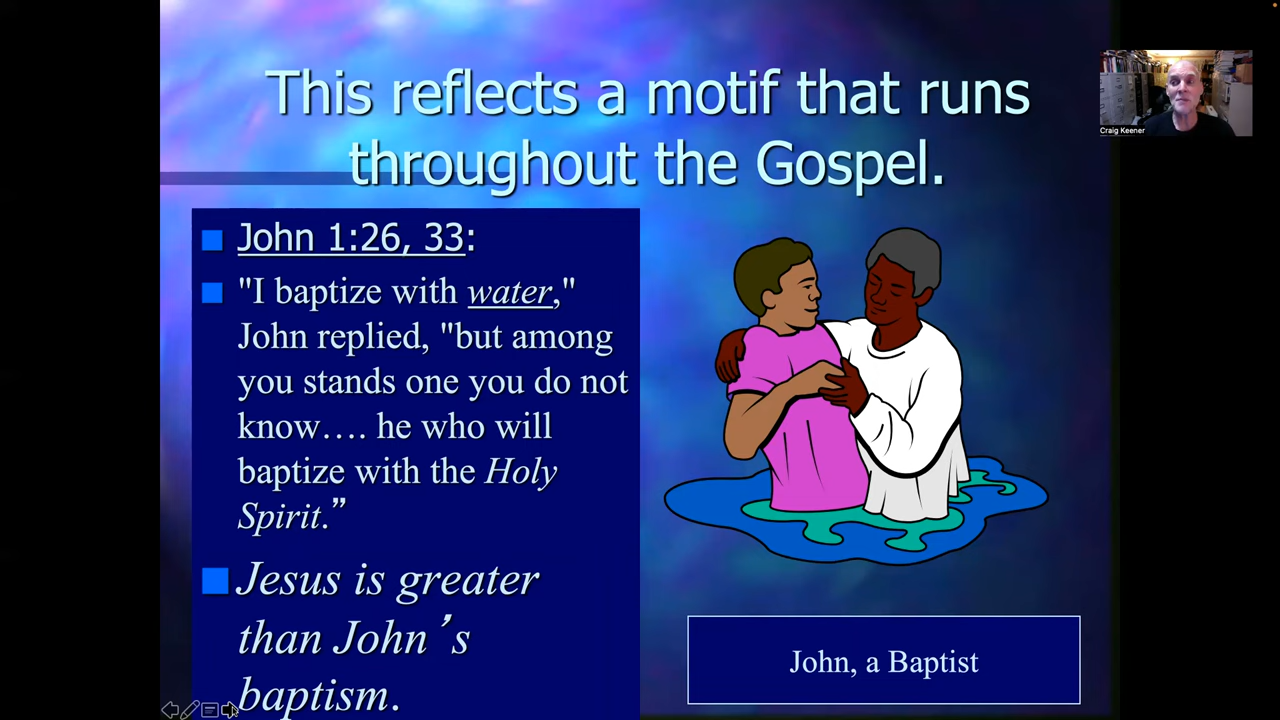 This reflects a motif that runs
throughout the Gospel.
Craig Keener
John 1:26, 33:
"I baptize with water,"
John replied, "but among
you stands one you do not
know…. he who will
baptize with the Holy
Spirit.”
Jesus is greater
than John’s
baptism.
John, a Baptist